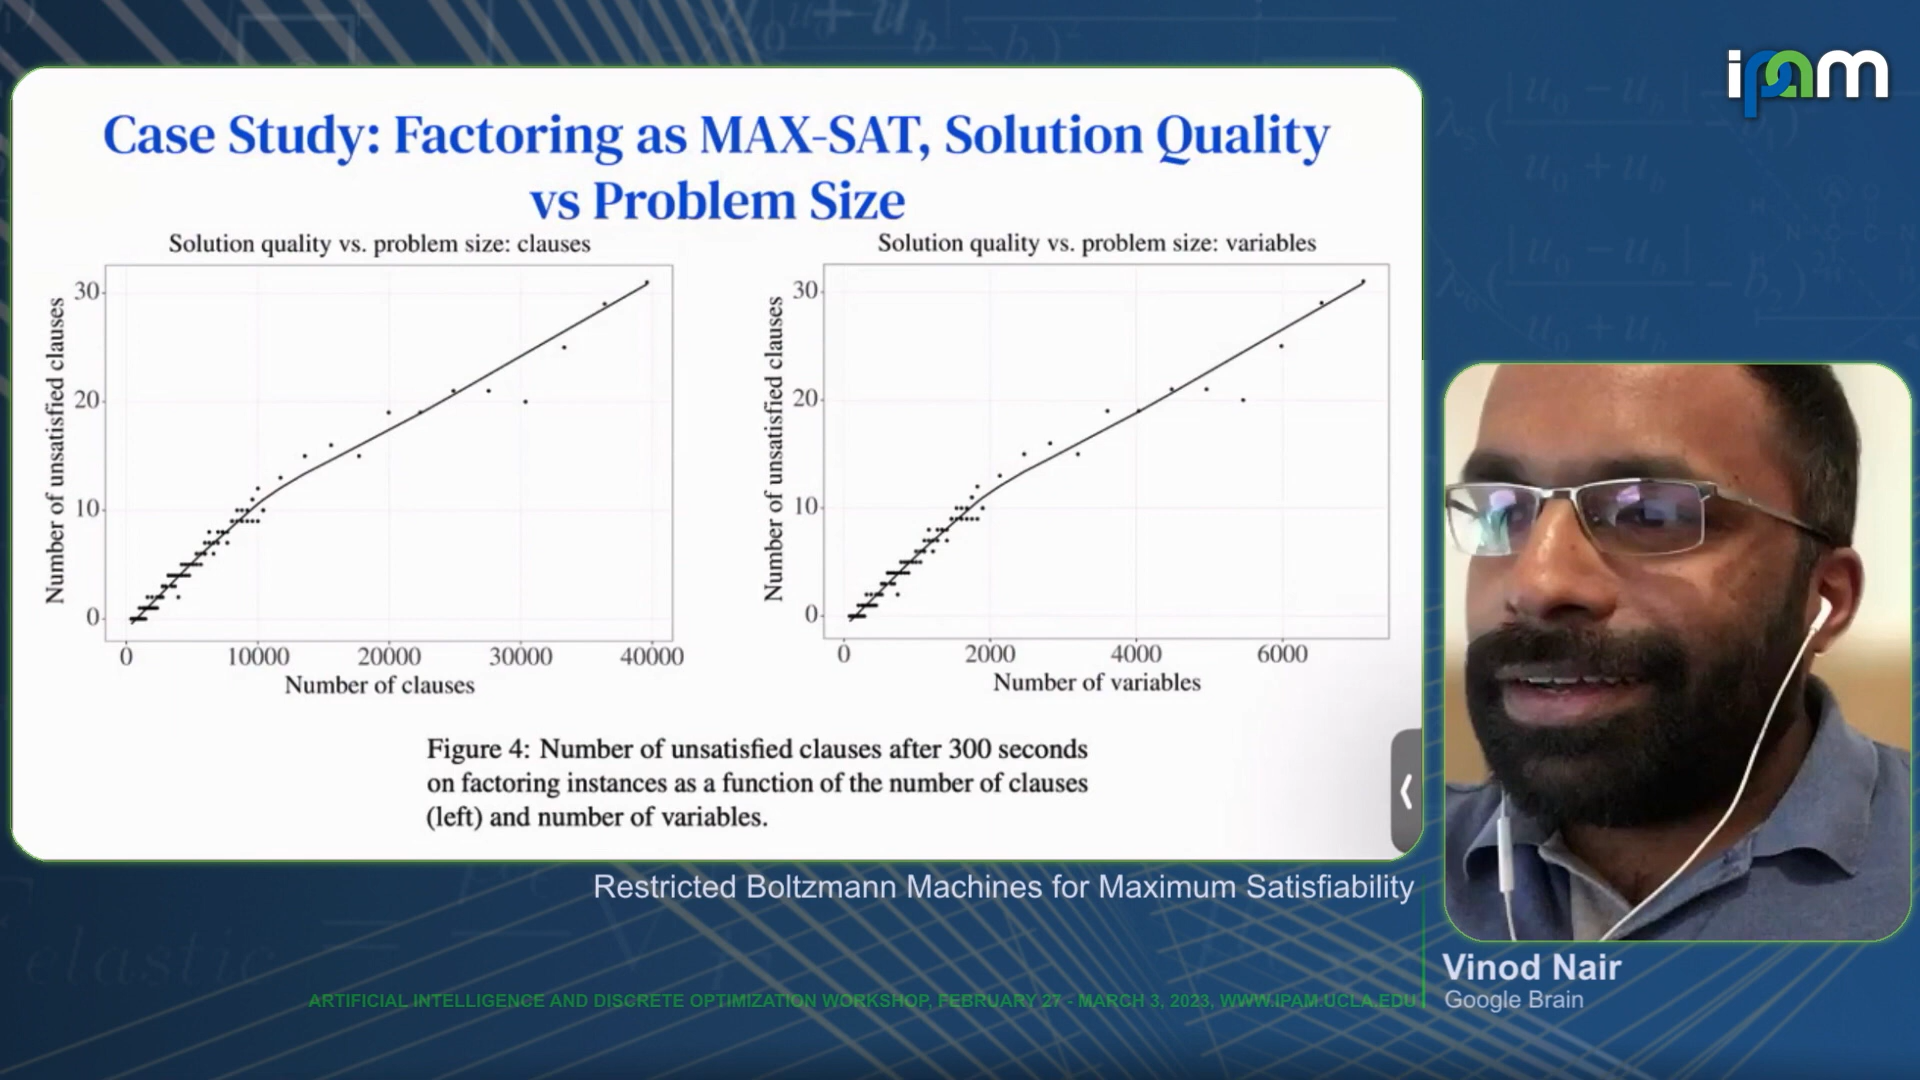 ipam
Case Study: Factoring as MAX-SAT, Solution Quality
vs Problem Size
Solution quality vs. problem size: clauses
Number of unsatisfied clauses
30
20
10
0
0 10000 20000 30000 40000
Number of clauses
Solution quality vs. problem size: variables
Number of unsatisfied clauses
30
20
10
0
0 2000 4000 6000
Number of variables
Figure 4: Number of unsatisfied clauses after 300 seconds
on factoring instances as a function of the number of clauses
(left) and number of variables.
Restricted Boltzmann Machines for Maximum Satisfiability
Vinod Nair
Google Brain
ARTIFICIAL INTELLIGENCE AND DISCRETE OPTIMIZATION WORKSHOP, FEBRUARY 27 - MARCH 3, 2023, WWW.IPAM.UCLA.EDU
elastic